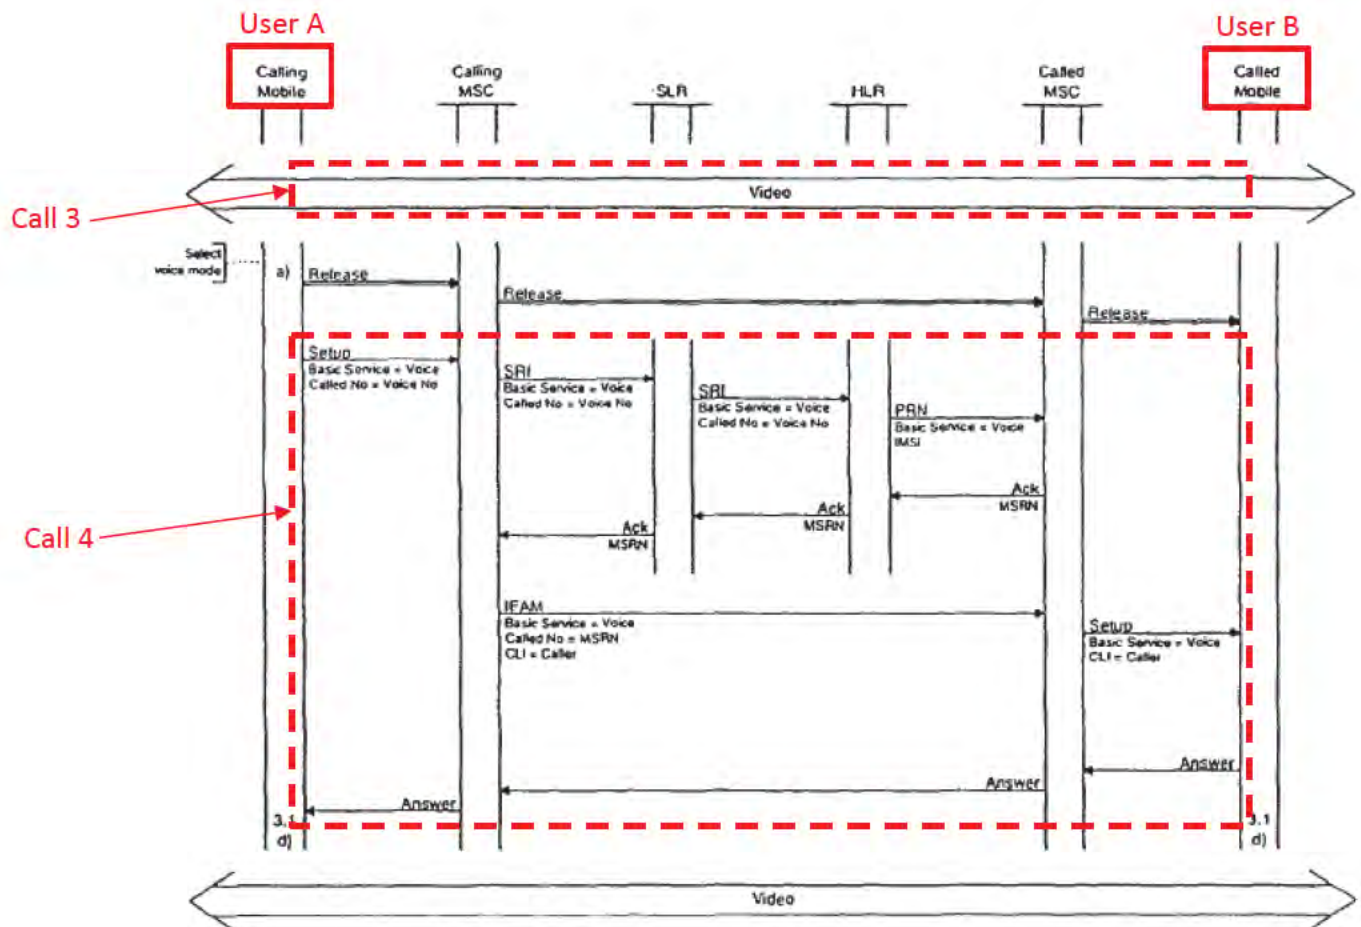 User A
User B
Calling
Mobile
Calling
MSC
SLR
HLR
Called
MSC
Called
Mobile
Video
Call 3
Select
voice mode
a)
Release
Release
Release
Setup
Basic Service = Voice
Called No = Voice No
SRI
Basic Service = Voice
Called No = Voice No
SRI
Basic Service = Voice
Called No = Voice No
PRN
Basic Service = Voice
IMSI
Ack
MSRN
Ack
MSRN
Ack
MSRN
Call 4
IFAM
Basic Service = Voice
Called No = MSRN
CLI = Caller
Setup
Basic Service = Voice
CLI = Caller
Answer
Answer
Answer
3.1
d)
3.1
d)
Video